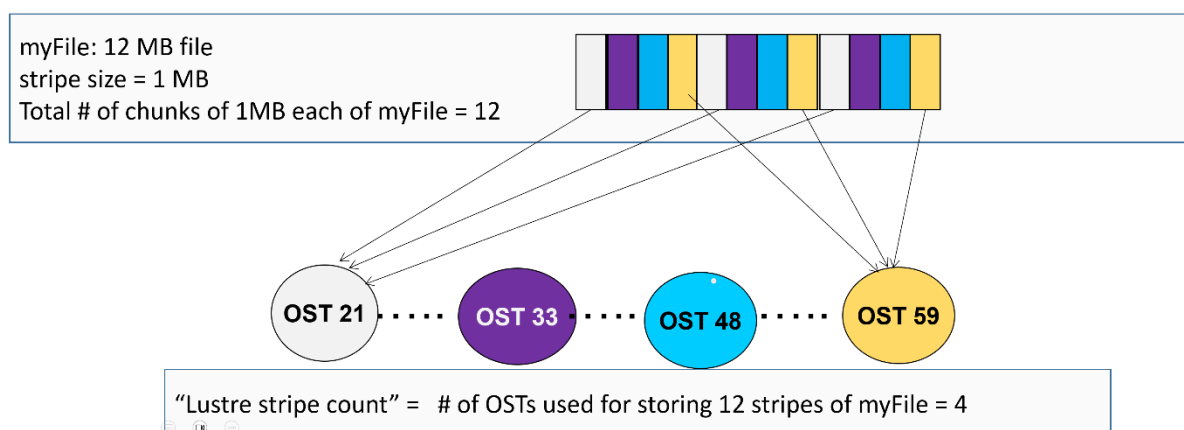 myFile: 12 MB file
stripe size = 1 MB
Total # of chunks of 1MB each of myFile = 12
OST 21 OST 33 OST 48 OST 59
“Lustre stripe count” = # of OSTs used for storing 12 stripes of myFile = 4